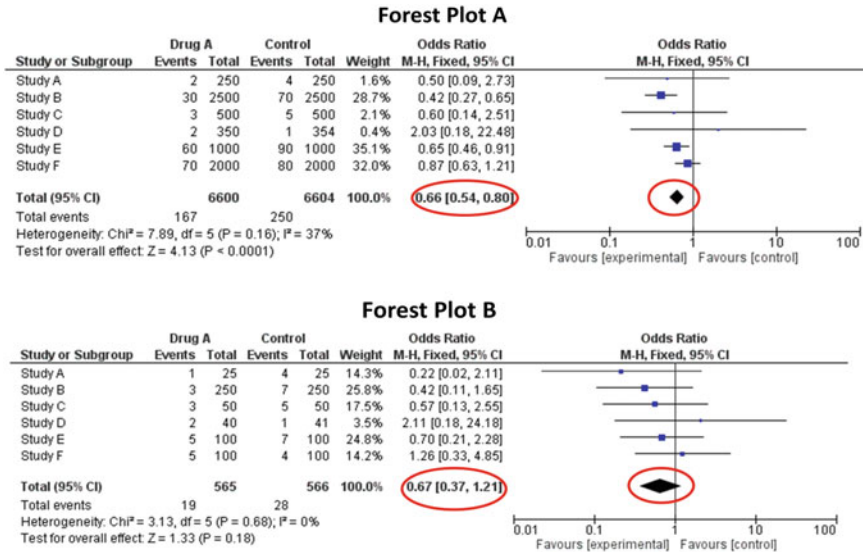 Forest Plot A
Drug A Control Odds Ratio Odds Ratio
Study or Subgroup Events Total Events Total Weight M-H, Fixed, 95% CI M-H, Fixed, 95% CI
Study A 2 250 4 250 1.6% 0.50 [0.09, 2.73]
Study B 30 2500 70 2500 28.7% 0.42 [0.27, 0.65]
Study C 3 500 5 500 2.1% 0.60 [0.14, 2.51]
Study D 2 350 1 354 0.4% 2.03 [0.18, 22.48]
Study E 60 1000 90 1000 35.1% 0.65 [0.46, 0.91]
Study F 70 2000 80 2000 32.0% 0.87 [0.63, 1.21]
Total (95% CI) 6600 6604 100.0% 0.66 [0.54, 0.80]
Total events 167 250
Heterogeneity: Chi² = 7.89, df = 5 (P = 0.16); I² = 37%
Test for overall effect: Z = 4.13 (P < 0.0001)
0.01 0.1 1 10 100
Favours [experimental] Favours [control]
Forest Plot B
Drug A Control Odds Ratio Odds Ratio
Study or Subgroup Events Total Events Total Weight M-H, Fixed, 95% CI M-H, Fixed, 95% CI
Study A 1 25 4 25 14.3% 0.22 [0.02, 2.11]
Study B 3 250 7 250 25.8% 0.42 [0.11, 1.65]
Study C 3 50 5 50 17.5% 0.57 [0.13, 2.55]
Study D 2 40 1 41 3.5% 2.11 [0.18, 24.18]
Study E 5 100 7 100 24.8% 0.70 [0.21, 2.28]
Study F 5 100 4 100 14.2% 1.26 [0.33, 4.85]
Total (95% CI) 565 566 100.0% 0.67 [0.37, 1.21]
Total events 19 28
Heterogeneity: Chi² = 3.13, df = 5 (P = 0.68); I² = 0%
Test for overall effect: Z = 1.33 (P = 0.18)
0.01 0.1 1 10 100
Favours [experimental] Favours [control]